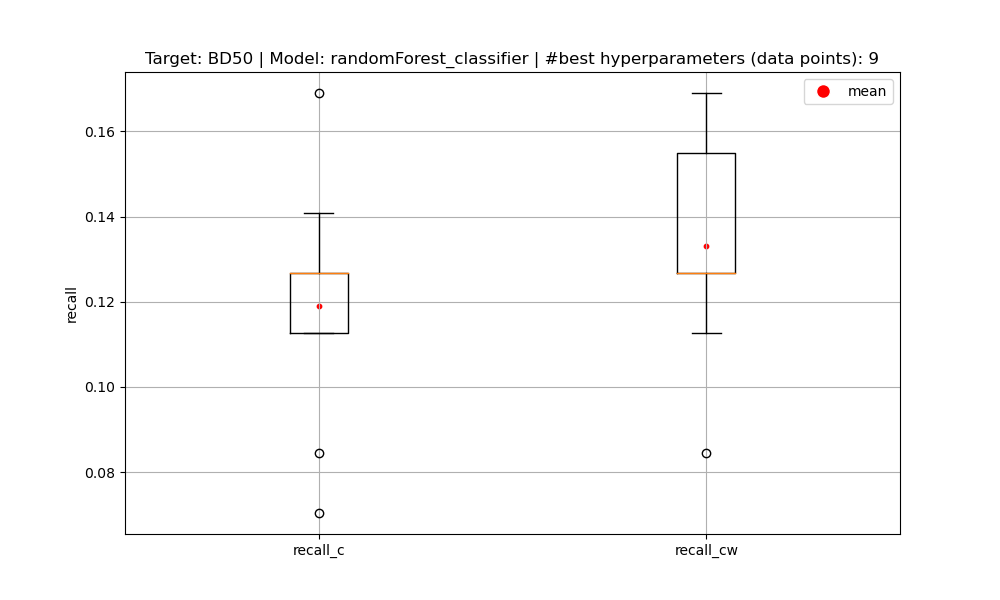 Target: BD50 | Model: randomForest_classifier | #best hyperparameters (data points): 9
mean
0.16
0.14
0.12
0.10
0.08
recall
recall_c
recall_cw